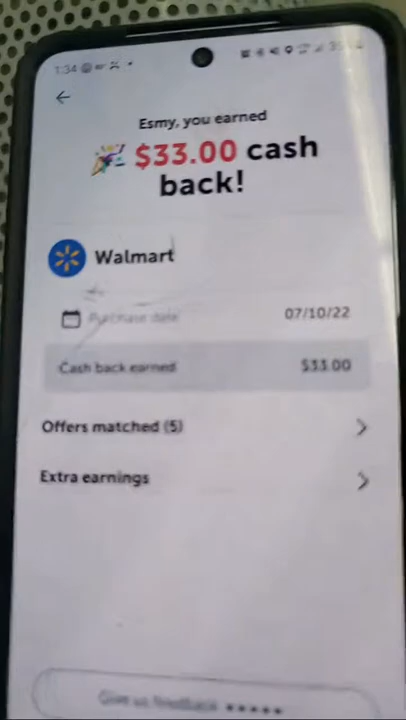 1:34
Esmy, you earned
$33.00 cash
back!
Walmart
Purchase date 07/10/22
Cash back earned $33.00
Offers matched (5)
Extra earnings
Give us feedback